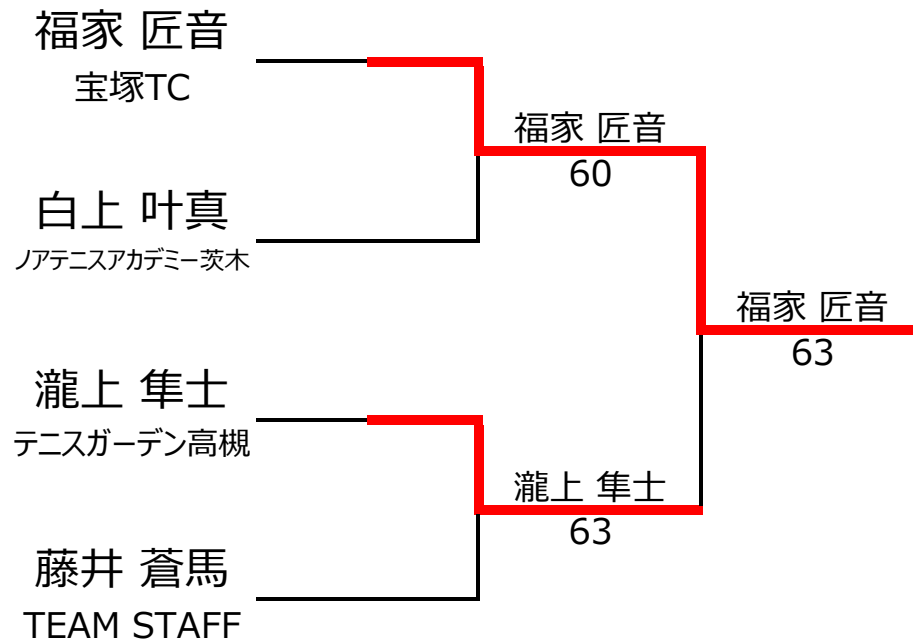 福家 匠音
宝塚TC
福家 匠音
60
白上 叶真
ノアテニスアカデミー茨木
福家 匠音
63
瀧上 隼士
テニスガーデン高槻
瀧上 隼士
63
藤井 蒼馬
TEAM STAFF